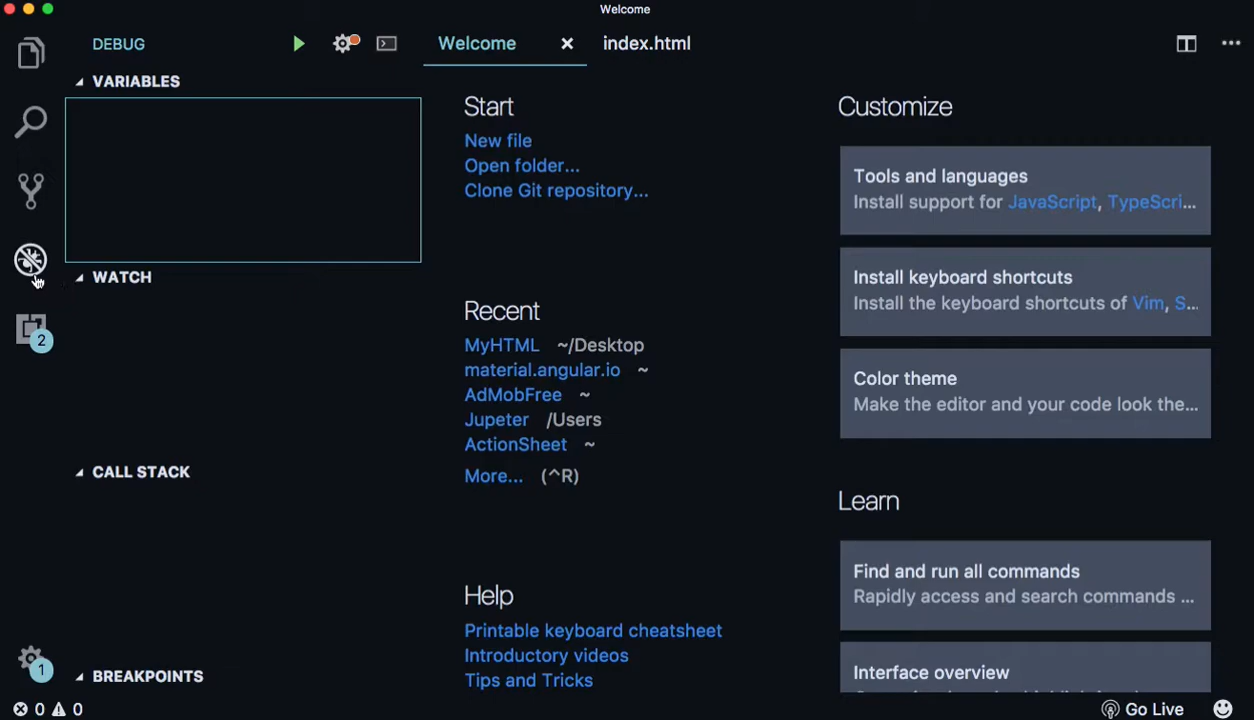 Welcome
DEBUG
Welcome
index.html
VARIABLES
WATCH
2
CALL STACK
1
BREAKPOINTS
Start
New file
Open folder...
Clone Git repository...
Recent
MyHTML ~/Desktop
material.angular.io ~
AdMobFree ~
Jupeter /Users
ActionSheet ~
More... (^R)
Help
Printable keyboard cheatsheet
Introductory videos
Tips and Tricks
Customize
Tools and languages
Install support for JavaScript, TypeScri...
Install keyboard shortcuts
Install the keyboard shortcuts of Vim, S...
Color theme
Make the editor and your code look the...
Learn
Find and run all commands
Rapidly access and search commands ...
Interface overview
0 0
Go Live